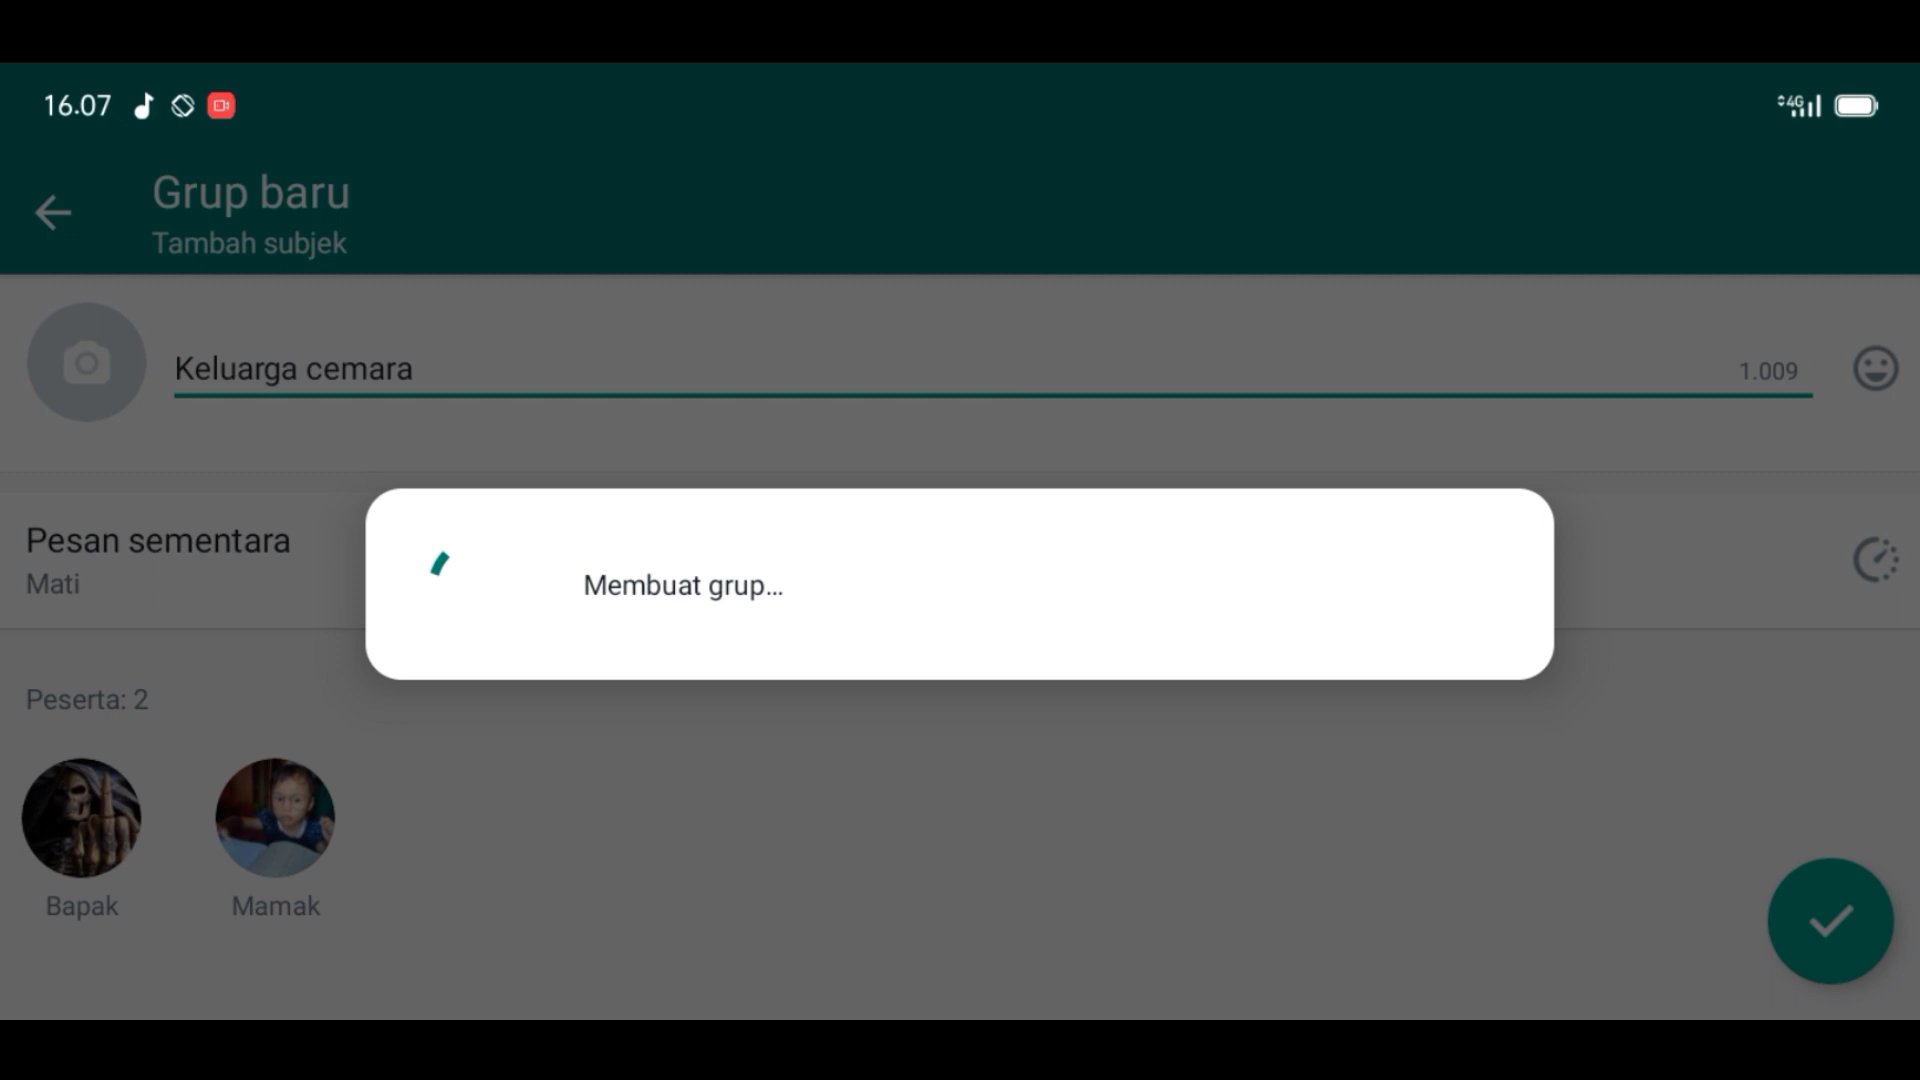 16.07
4G
Grup baru
Tambah subjek
Keluarga cemara
1.009
Pesan sementara
Mati
Membuat grup...
Peserta: 2
Bapak
Mamak